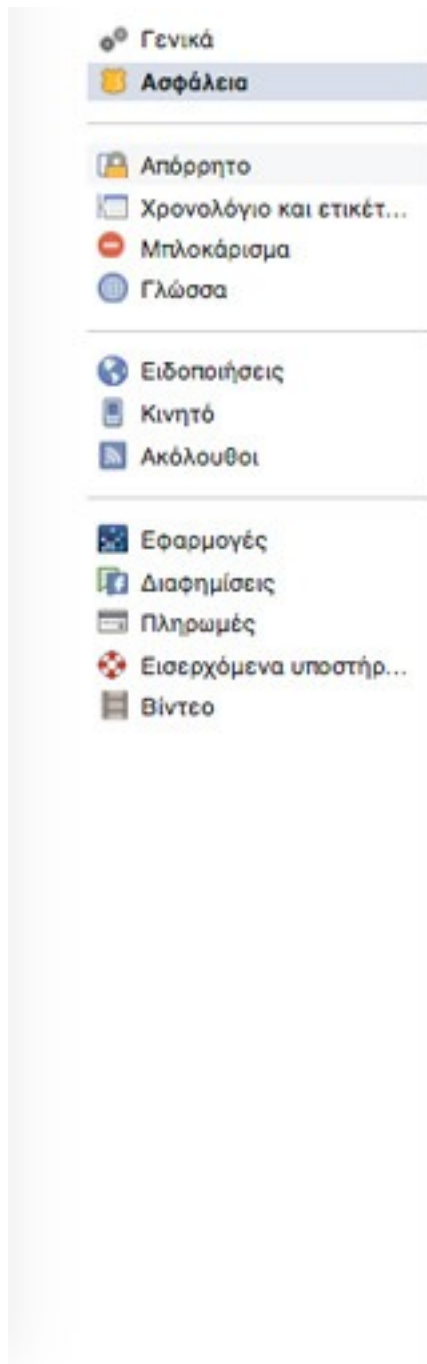 Γενικά
Ασφάλεια
Απόρρητο
Χρονολόγιο και ετικέτ...
Μπλοκάρισμα
Γλώσσα
Ειδοποιήσεις
Κινητό
Ακόλουθοι
Εφαρμογές
Διαφημίσεις
Πληρωμές
Εισερχόμενα υποστήρ...
Βίντεο